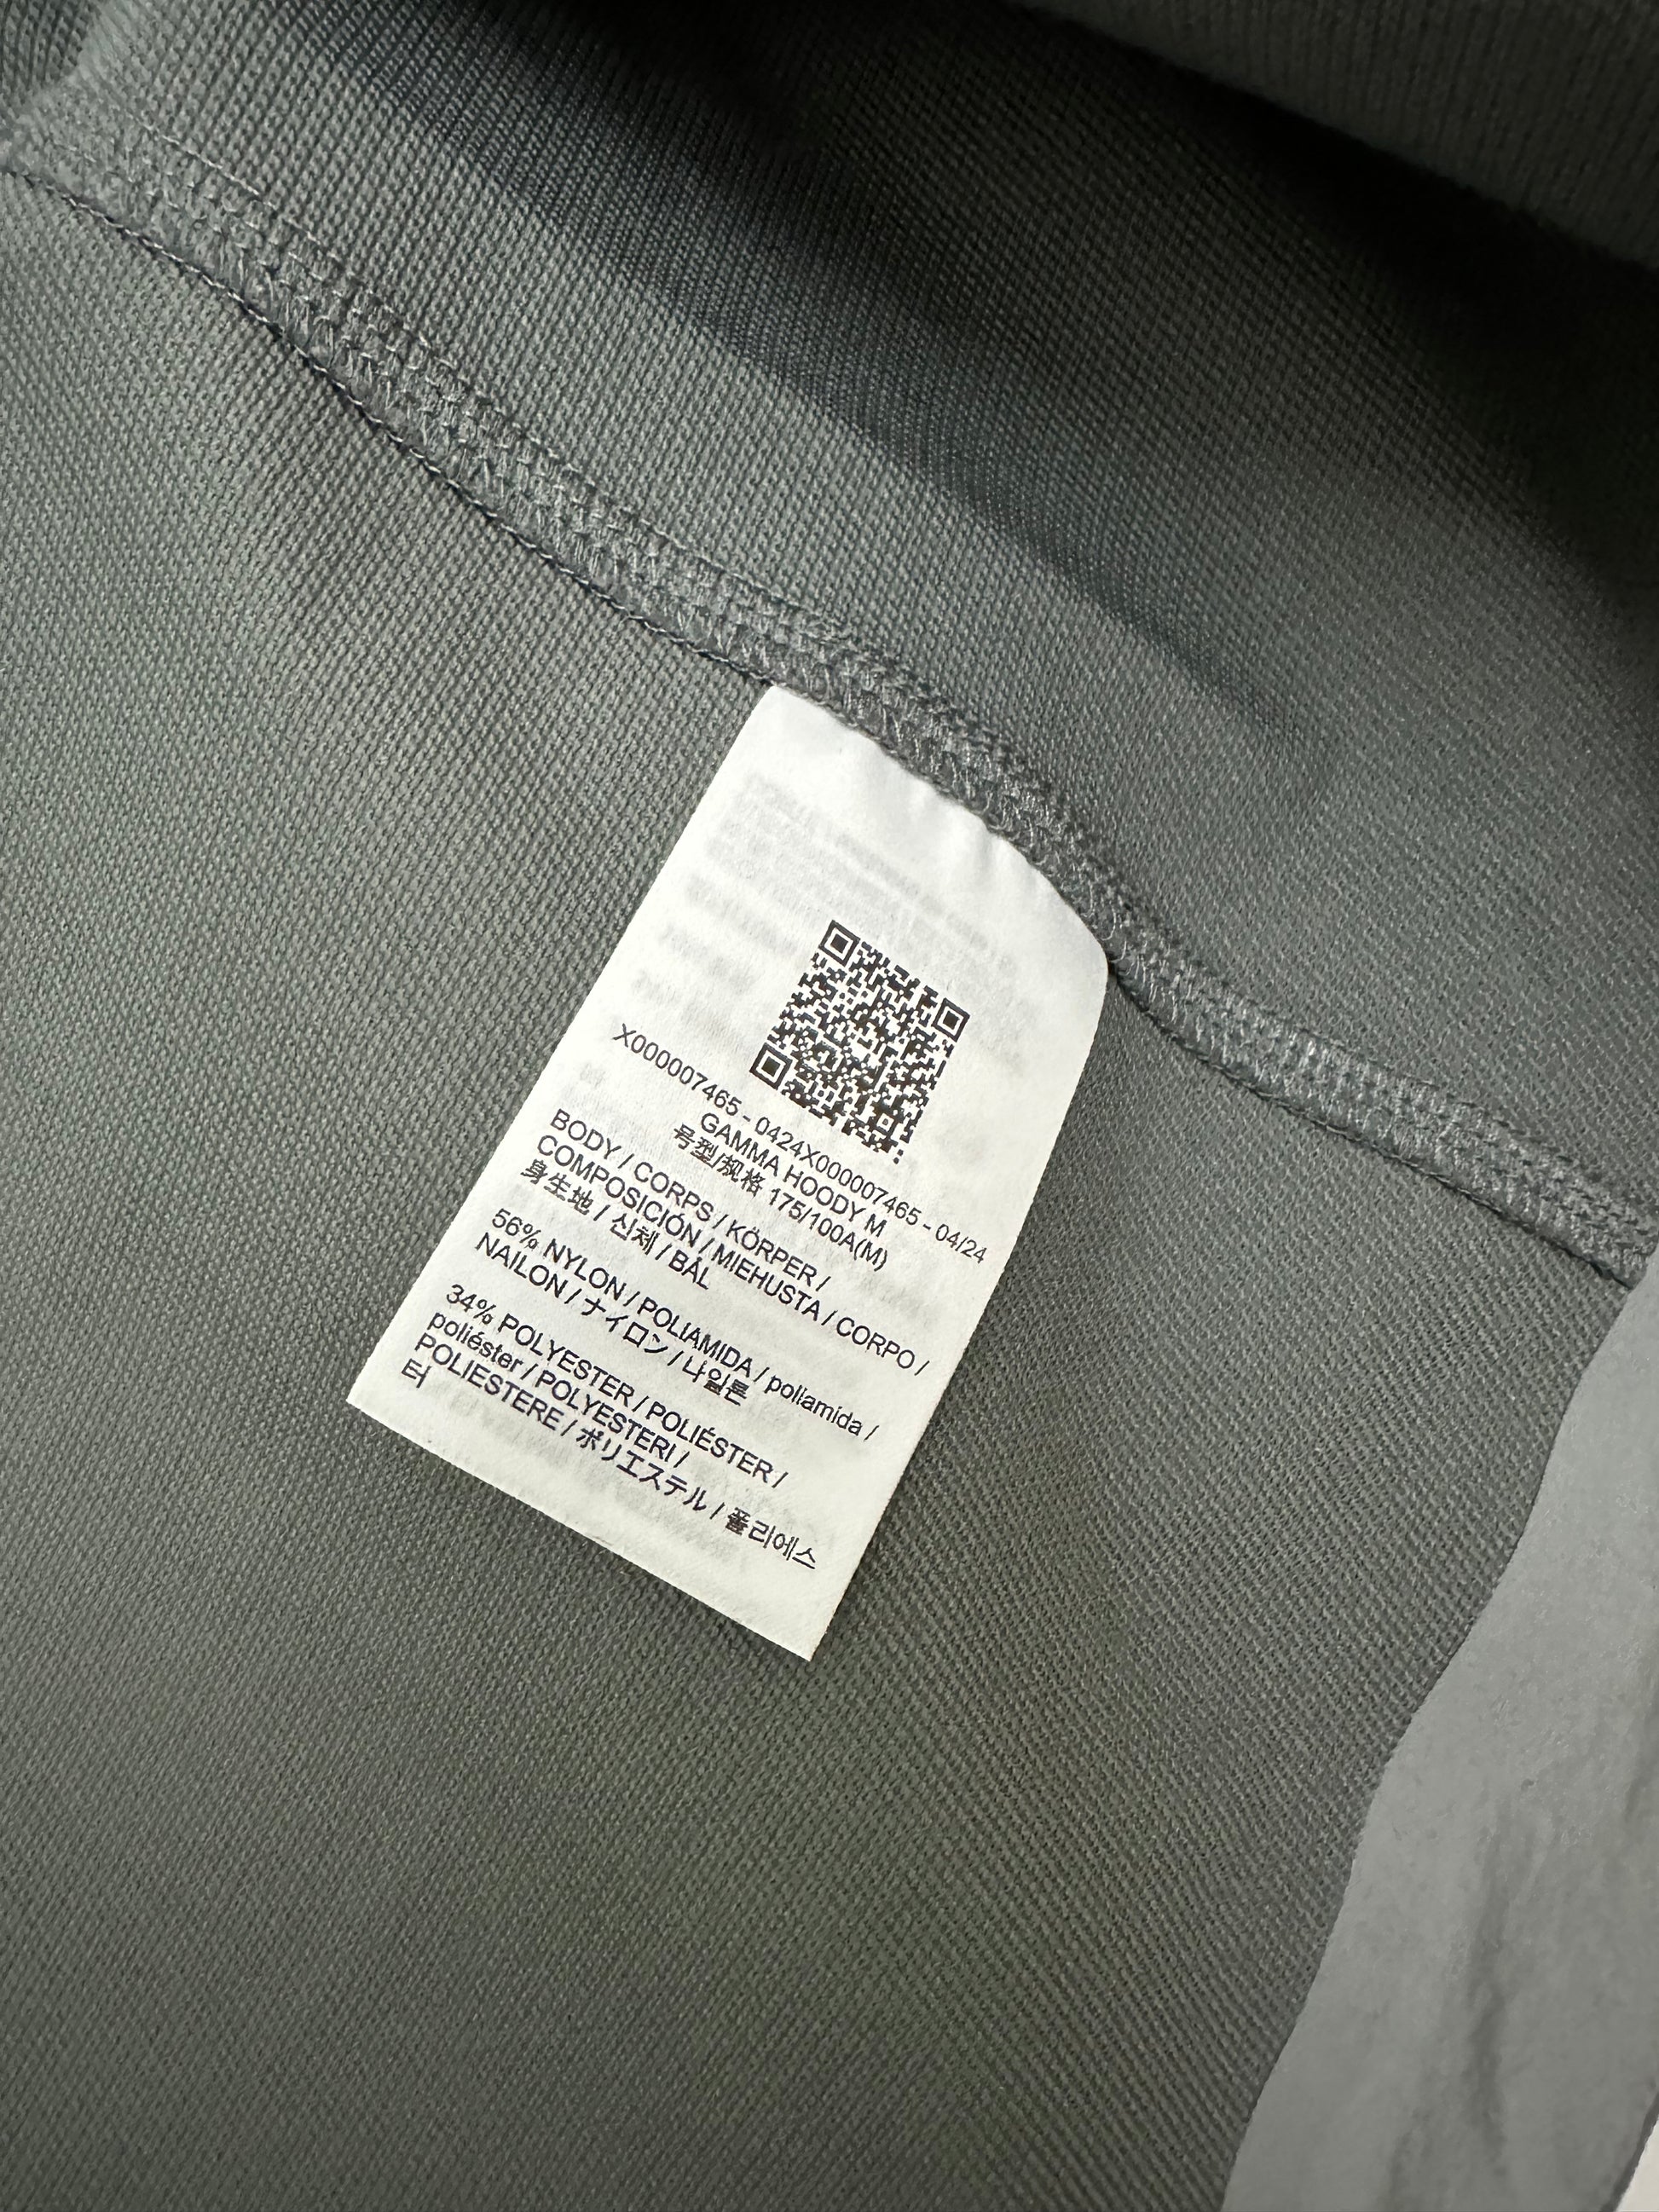 X000007465 - 0424X000007465 - 04/24
GAMMA HOODY M
号型/规格 175/100A(M)
BODY / CORPS / KÖRPER /
COMPOSICIÓN / MIEHUSTA / CORPO /
身生地 / 신체 / BÁL
56% NYLON / POLIAMIDA / poliamida /
NAILON / ナイロン / 나일론
34% POLYESTER / POLIÉSTER /
poliéster / POLYESTERI /
POLIESTERE / ポリエステル / 폴리에스
터